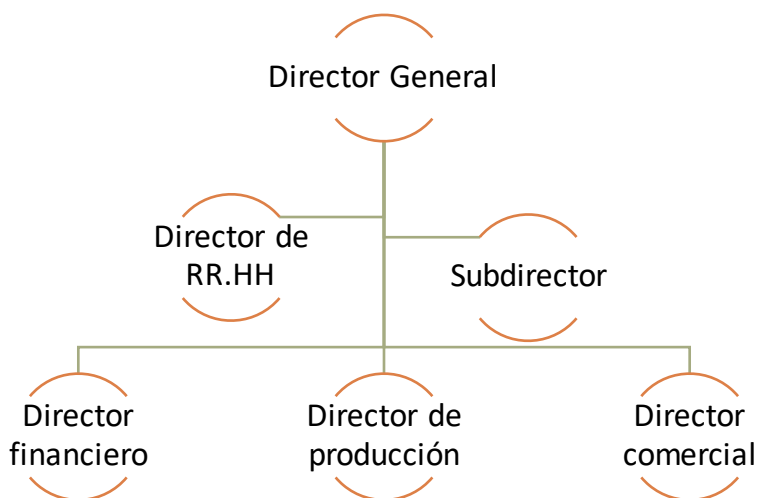 Director General
Director de
RR.HH
Subdirector
Director
financiero
Director de
producción
Director
comercial